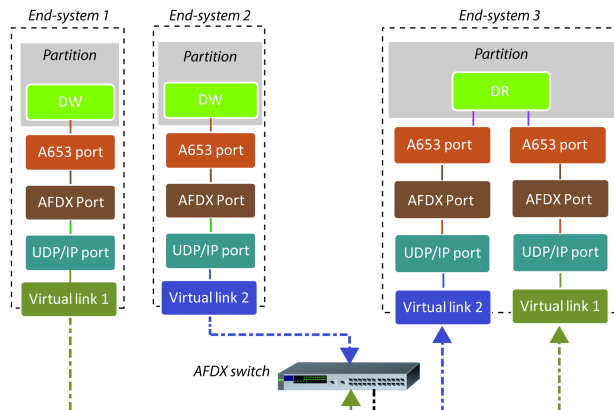 End-system 1
End-system 2
End-system 3
Partition
Partition
Partition
DW
DW
DR
A653 port
A653 port
A653 port
A653 port
AFDX Port
AFDX Port
AFDX Port
AFDX Port
UDP/IP port
UDP/IP port
UDP/IP port
UDP/IP port
Virtual link 1
Virtual link 2
Virtual link 2
Virtual link 1
AFDX switch